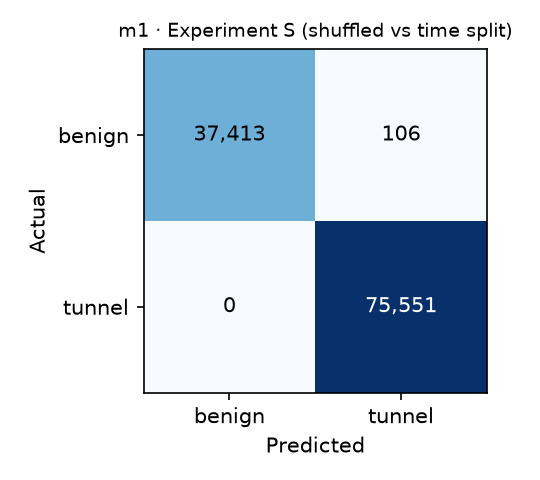 m1 · Experiment S (shuffled vs time split)
benign
37,413
106
Actual
tunnel
0
75,551
benign
tunnel
Predicted